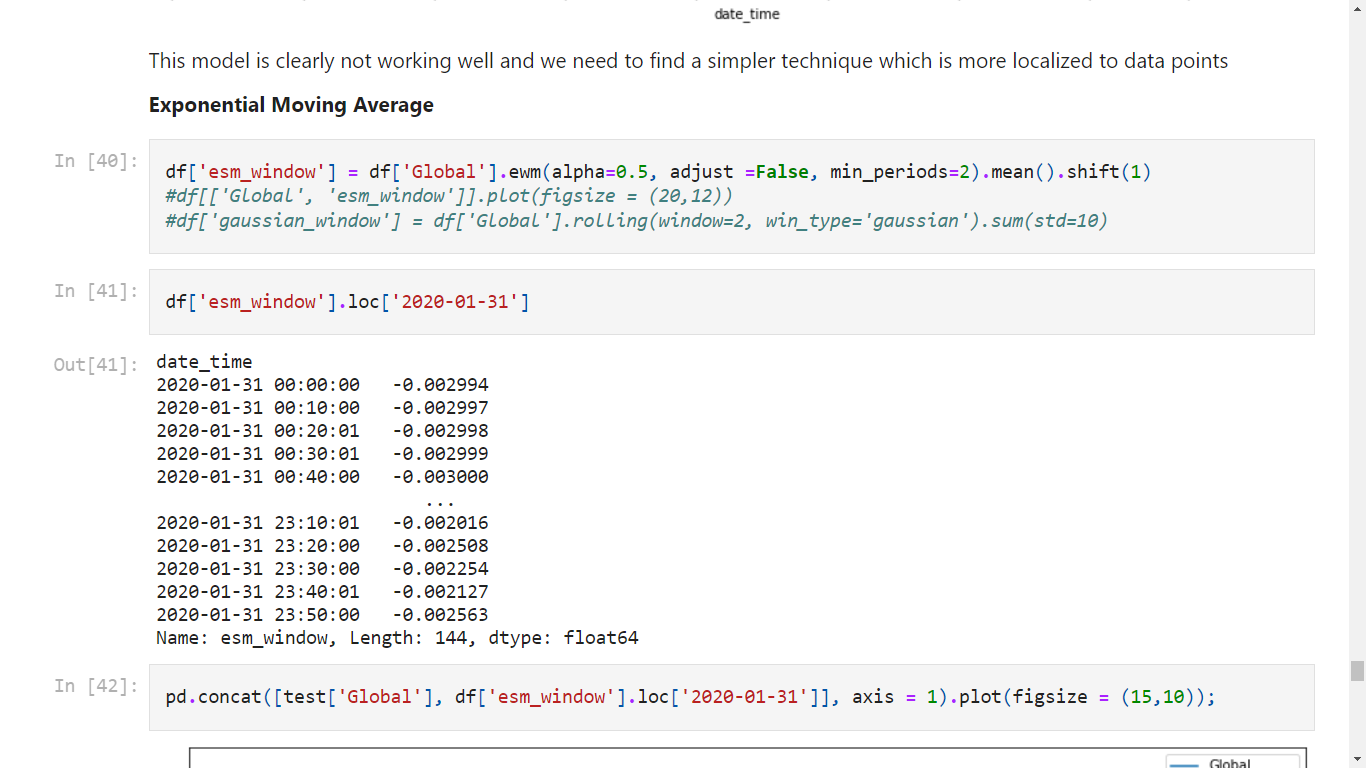 date_time
This model is clearly not working well and we need to find a simpler technique which is more localized to data points
Exponential Moving Average
In [40]:
df['esm_window'] = df['Global'].ewm(alpha=0.5, adjust =False, min_periods=2).mean().shift(1)
#df[['Global', 'esm_window']].plot(figsize = (20,12))
#df['gaussian_window'] = df['Global'].rolling(window=2, win_type='gaussian').sum(std=10)
In [41]:
df['esm_window'].loc['2020-01-31']
Out[41]:
date_time
2020-01-31 00:00:00   -0.002994
2020-01-31 00:10:00   -0.002997
2020-01-31 00:20:01   -0.002998
2020-01-31 00:30:01   -0.002999
2020-01-31 00:40:00   -0.003000
...
2020-01-31 23:10:01   -0.002016
2020-01-31 23:20:00   -0.002508
2020-01-31 23:30:00   -0.002254
2020-01-31 23:40:01   -0.002127
2020-01-31 23:50:00   -0.002563
Name: esm_window, Length: 144, dtype: float64
In [42]:
pd.concat([test['Global'], df['esm_window'].loc['2020-01-31']], axis = 1).plot(figsize = (15,10));
Global